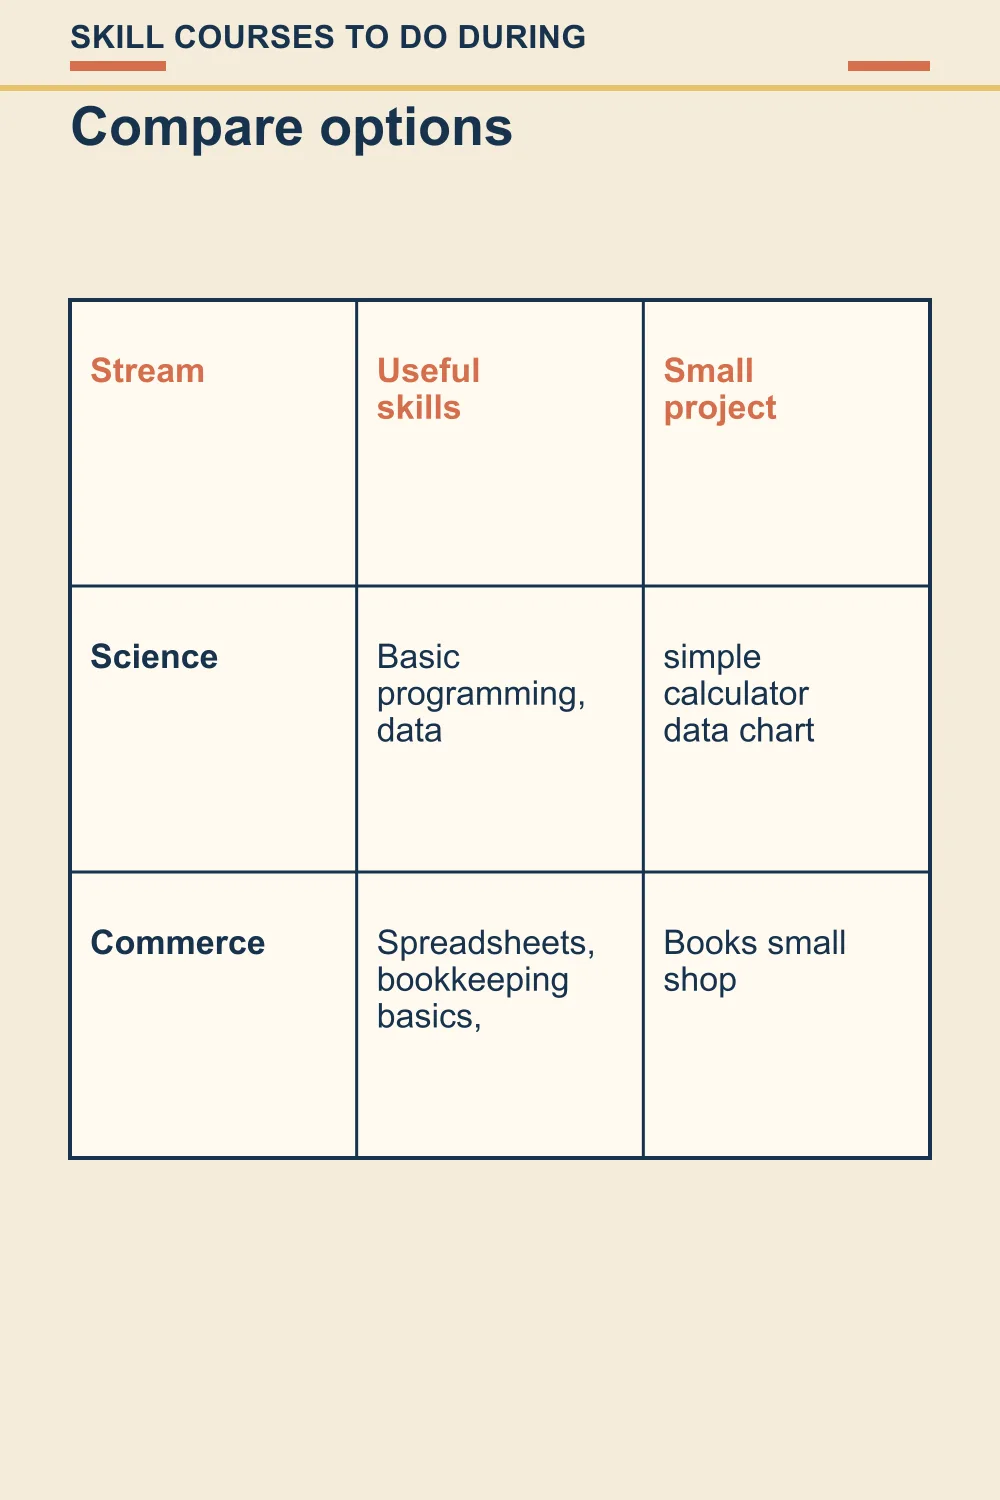 SKILL COURSES TO DO DURING
Compare options
Stream
Useful
skills
Small
project
Science
Basic
programming,
data
simple
calculator
data chart
Commerce
Spreadsheets,
bookkeeping
basics,
Books small
shop